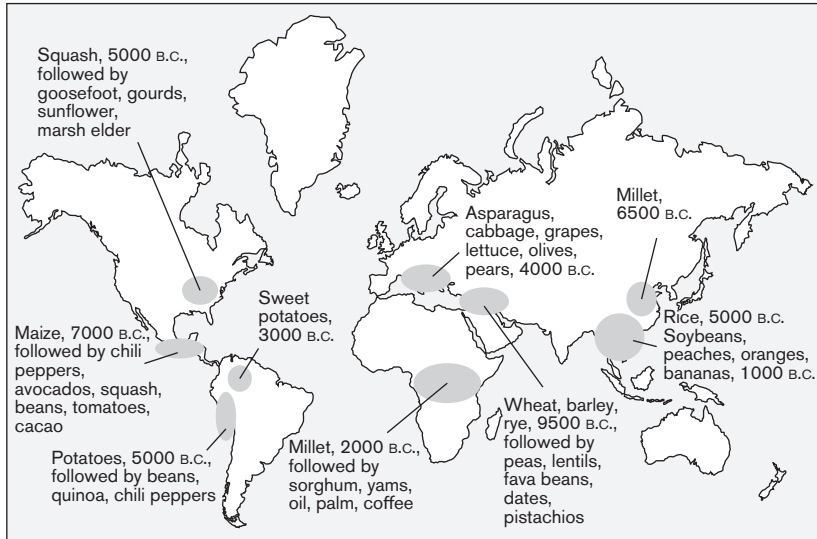 Squash, 5000 B.C.,
followed by
goosefoot, gourds,
sunflower,
marsh elder
Asparagus,
cabbage, grapes,
lettuce, olives,
pears, 4000 B.C.
Millet,
6500 B.C.
Sweet
potatoes,
3000 B.C.
Maize, 7000 B.C.,
followed by chili
peppers,
avocados, squash,
beans, tomatoes,
cacao
Rice, 5000 B.C.
Soybeans,
peaches, oranges,
bananas, 1000 B.C.
Potatoes, 5000 B.C.,
followed by beans,
quinoa, chili peppers
Millet, 2000 B.C.,
followed by
sorghum, yams,
oil, palm, coffee
Wheat, barley,
rye, 9500 B.C.,
followed by
peas, lentils,
fava beans,
dates,
pistachios